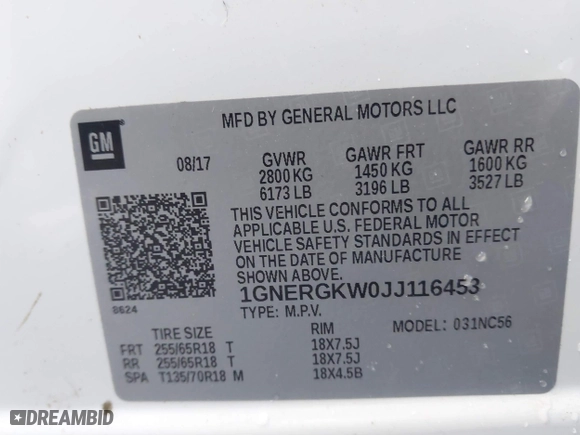 MFD BY GENERAL MOTORS LLC
GM
08/17 GVWR GAWR FRT GAWR RR
2800 KG 1450 KG 1600 KG
6173 LB 3196 LB 3527 LB
THIS VEHICLE CONFORMS TO ALL
APPLICABLE U.S. FEDERAL MOTOR
VEHICLE SAFETY STANDARDS IN EFFECT
ON THE DATE OF MANUFACTURE
SHOWN ABOVE.
1GNERGKW0JJ116453
8624
TYPE: M.P.V. MODEL: 031NC56
TIRE SIZE RIM
FRT 255/65R18 T 18X7.5J
RR 255/65R18 T 18X7.5J
SPA T135/70R18 M 18X4.5B
DREAMBID